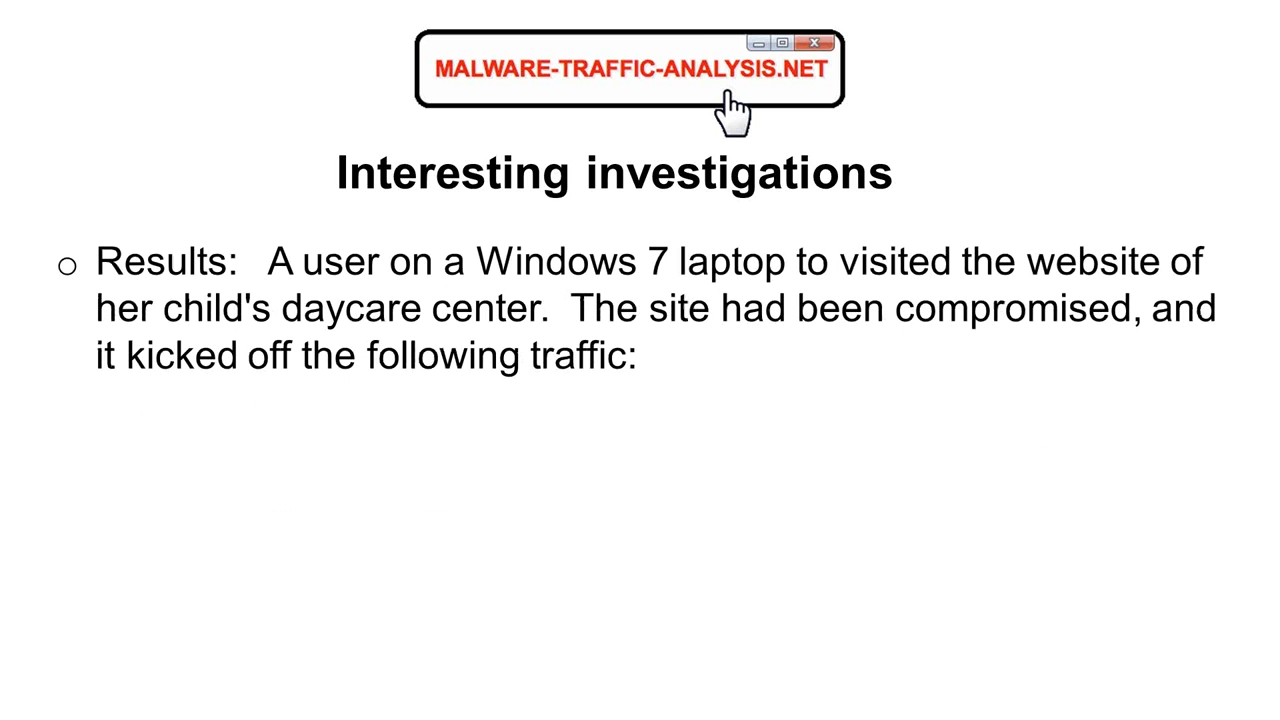 MALWARE-TRAFFIC-ANALYSIS.NET
Interesting investigations
o Results: A user on a Windows 7 laptop to visited the website of
her child's daycare center. The site had been compromised, and
it kicked off the following traffic: